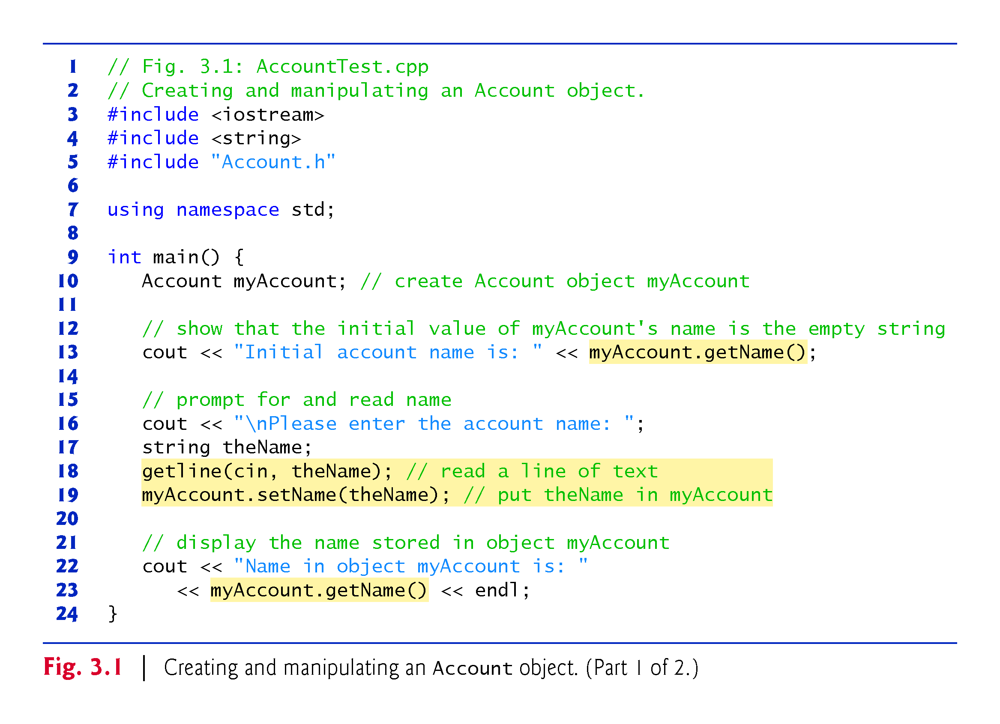 1 // Fig. 3.1: AccountTest.cpp
2 // Creating and manipulating an Account object.
3 #include <iostream>
4 #include <string>
5 #include "Account.h"
6
7 using namespace std;
8
9 int main() {
10    Account myAccount; // create Account object myAccount
11
12    // show that the initial value of myAccount's name is the empty string
13    cout << "Initial account name is: " << myAccount.getName();
14
15    // prompt for and read name
16    cout << "\nPlease enter the account name: ";
17    string theName;
18    getline(cin, theName); // read a line of text
19    myAccount.setName(theName); // put theName in myAccount
20
21    // display the name stored in object myAccount
22    cout << "Name in object myAccount is: "
23       << myAccount.getName() << endl;
24 }
Fig. 3.1 | Creating and manipulating an Account object. (Part 1 of 2.)